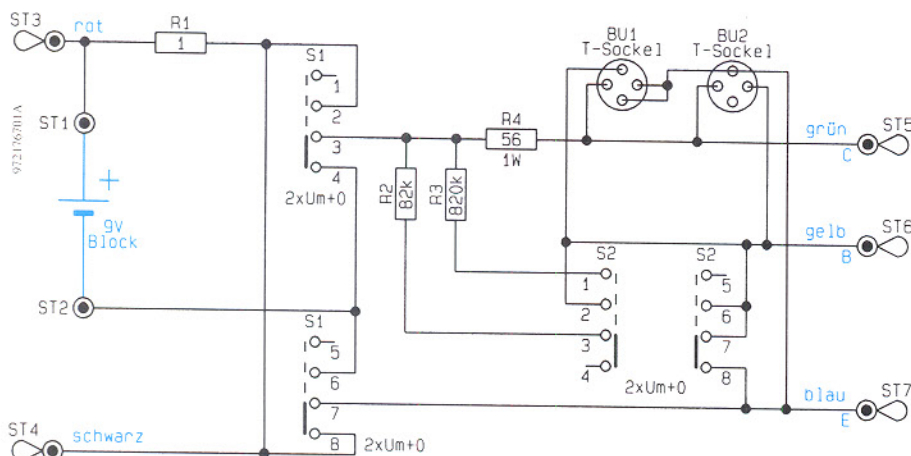 ST3
rot
R1
1
S1
1
2
3
4
2xUm+0
BU1
T-Sockel
BU2
T-Sockel
R4
56
1W
grün
C
ST5
ST1
972176701A
+
9V
Block
R2
82k
R3
820k
gelb
B
ST6
S2
1
2
3
4
S2
5
6
7
8
2xUm+0
ST2
S1
5
6
7
8
2xUm+0
blau
E
ST7
ST4
schwarz